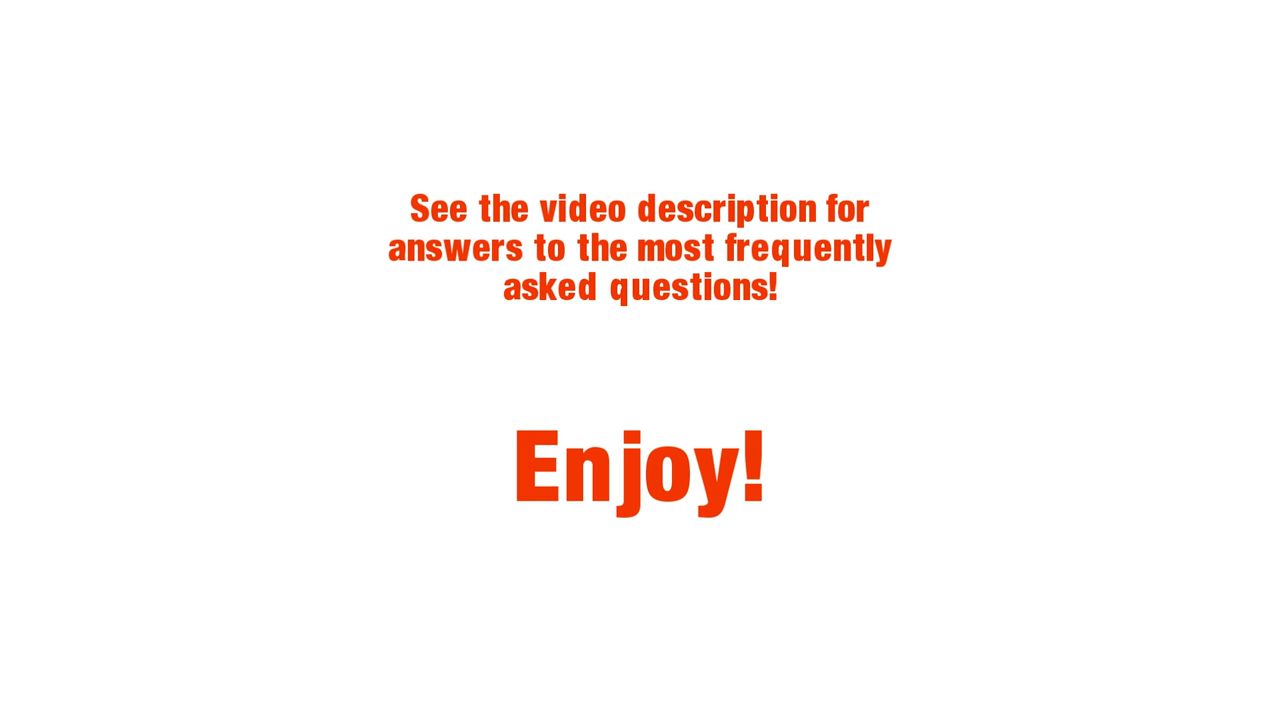 See the video description for
answers to the most frequently
asked questions!
Enjoy!